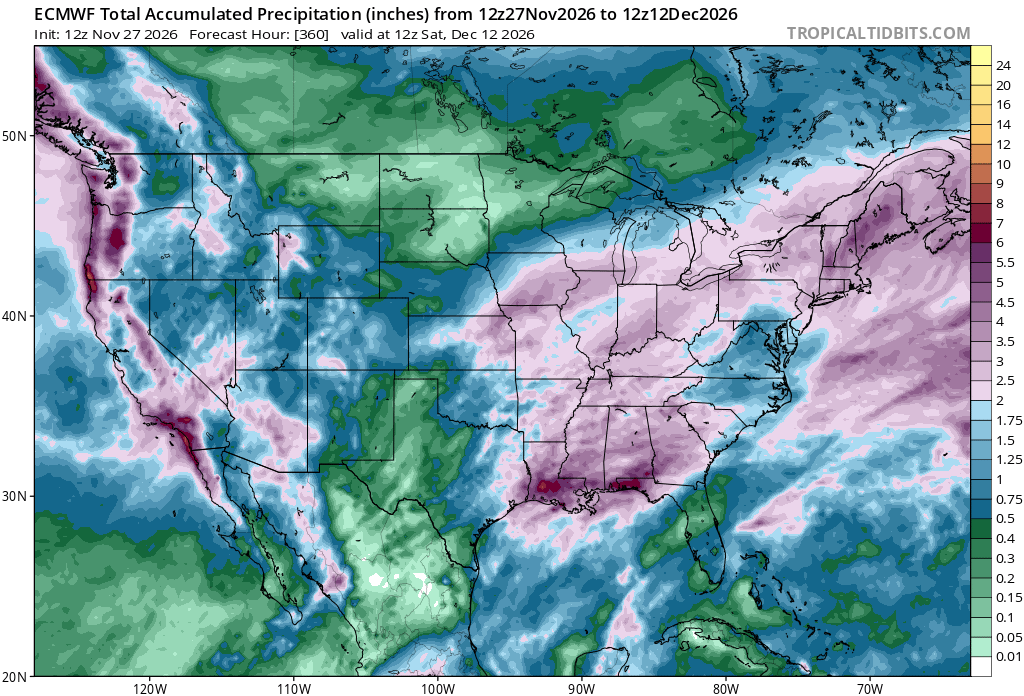 ECMWF Total Accumulated Precipitation (inches) from 12z27Nov2026 to 12z12Dec2026
Init: 12z Nov 27 2026   Forecast Hour: [360]   valid at 12z Sat, Dec 12 2026
TROPICALTIDBITS.COM
50N
40N
30N
20N
120W
110W
100W
90W
80W
70W
24
20
16
14
12
10
9
8
7
6
5.5
5
4.5
4
3.5
3
2.5
2
1.75
1.5
1.25
1
0.75
0.5
0.4
0.3
0.2
0.15
0.1
0.05
0.01